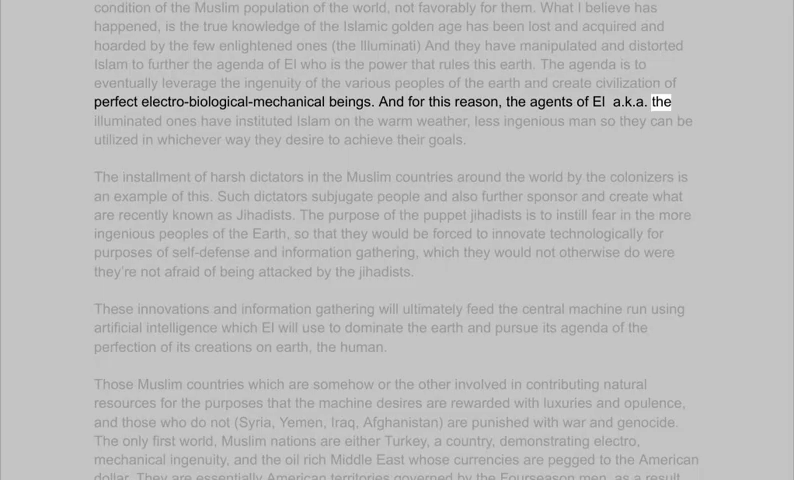 condition of the Muslim population of the world, not favorably for them. What I believe has
happened, is the true knowledge of the Islamic golden age has been lost and acquired and
hoarded by the few enlightened ones (the Illuminati) And they have manipulated and distorted
Islam to further the agenda of El who is the power that rules this earth. The agenda is to
eventually leverage the ingenuity of the various peoples of the earth and create civilization of
perfect electro-biological-mechanical beings. And for this reason, the agents of El  a.k.a. the
illuminated ones have instituted Islam on the warm weather, less ingenious man so they can be
utilized in whichever way they desire to achieve their goals.
The installment of harsh dictators in the Muslim countries around the world by the colonizers is
an example of this. Such dictators subjugate people and also further sponsor and create what
are recently known as Jihadists. The purpose of the puppet jihadists is to instill fear in the more
ingenious peoples of the Earth, so that they would be forced to innovate technologically for
purposes of self-defense and information gathering, which they would not otherwise do were
they're not afraid of being attacked by the jihadists.
These innovations and information gathering will ultimately feed the central machine run using
artificial intelligence which El will use to dominate the earth and pursue its agenda of the
perfection of its creations on earth, the human.
Those Muslim countries which are somehow or the other involved in contributing natural
resources for the purposes that the machine desires are rewarded with luxuries and opulence,
and those who do not (Syria, Yemen, Iraq, Afghanistan) are punished with war and genocide.
The only first world, Muslim nations are either Turkey, a country, demonstrating electro,
mechanical ingenuity, and the oil rich Middle East whose currencies are pegged to the American
dollar. They are essentially American territories governed by the Fourseason men, as a result